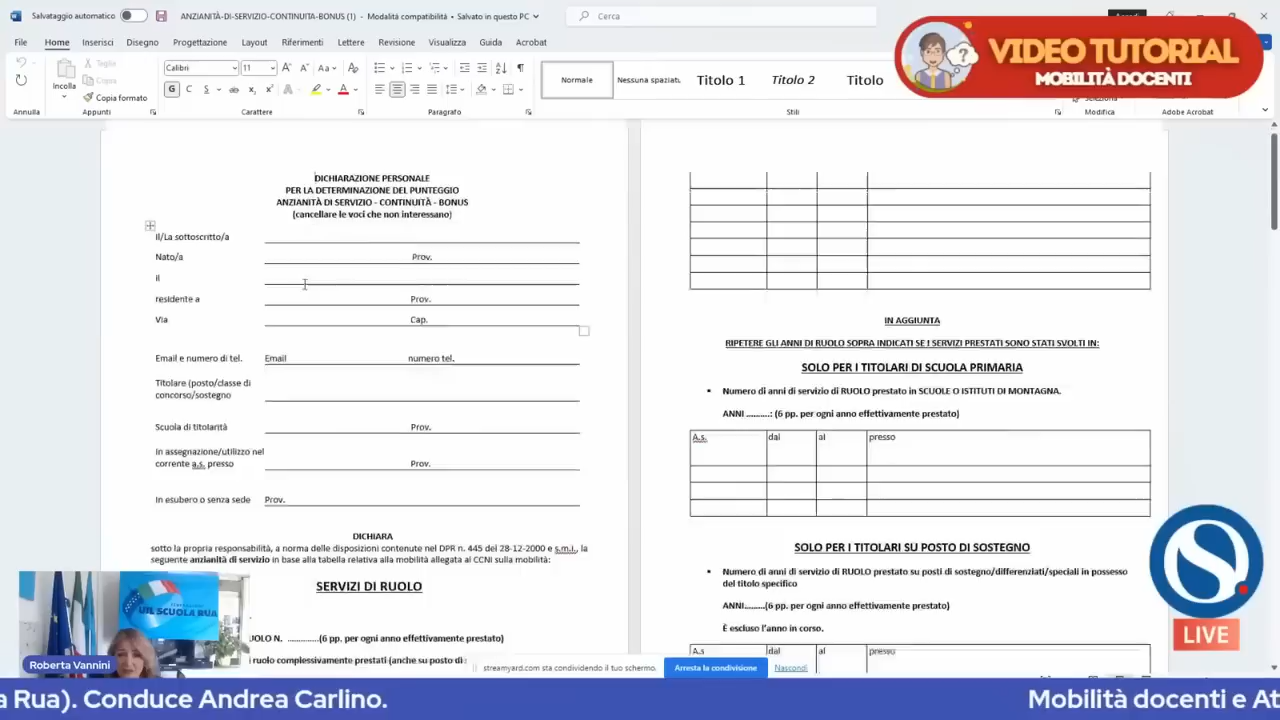 Salvataggio automatico
ANZIANITÀ-DI-SERVIZIO-CONTINUITA-BONUS (1) - Modalità compatibilità • Salvato in questo PC
Cerca
File Home Inserisci Disegno Progettazione Layout Riferimenti Lettere Revisione Visualizza Guida Acrobat
VIDEO TUTORIAL
MOBILITÀ DOCENTI
Incolla
Taglia
Copia
Copia formato
Calibri
11
Normale
Nessuna spaziat.
Titolo 1
Titolo 2
Titolo
Annulla
Appunti
Carattere
Paragrafo
Stili
Modifica
Adobe Acrobat
DICHIARAZIONE PERSONALE
PER LA DETERMINAZIONE DEL PUNTEGGIO
ANZIANITÀ DI SERVIZIO - CONTINUITÀ - BONUS
(cancellare le voci che non interessano)
Il/La sottoscritto/a
Nato/a Prov.
il
residente a Prov.
Via Cap.
Email e numero di tel. Email numero tel.
Titolare (posto/classe di
concorso/sostegno
Scuola di titolarità Prov.
In assegnazione/utilizzo nel
corrente a.s. presso Prov.
In esubero o senza sede Prov.
DICHIARA
sotto la propria responsabilità, a norma delle disposizioni contenute nel DPR n. 445 del 28-12-2000 e s.m.i., la
seguente anzianità di servizio in base alla tabella relativa alla mobilità allegata al CCNI sulla mobilità:
SERVIZI DI RUOLO
UOLO N. ..............(6 pp. per ogni anno effettivamente prestato)
i ruolo complessivamente prestati (anche su posto di
IN AGGIUNTA
RIPETERE GLI ANNI DI RUOLO SOPRA INDICATI SE I SERVIZI PRESTATI SONO STATI SVOLTI IN:
SOLO PER I TITOLARI DI SCUOLA PRIMARIA
▪ Numero di anni di servizio di RUOLO prestato in SCUOLE O ISTITUTI DI MONTAGNA.
ANNI ..........: (6 pp. per ogni anno effettivamente prestato)
A.s. dal al presso
SOLO PER I TITOLARI SU POSTO DI SOSTEGNO
▪ Numero di anni di servizio di RUOLO prestato su posti di sostegno/differenziati/speciali in possesso
del titolo specifico
ANNI........(6 pp. per ogni anno effettivamente prestato)
È escluso l'anno in corso.
A.s dal al presso
UIL SCUOLA RUA
Roberta Vannini
streamyard.com sta condividendo il tuo schermo.
Arresta la condivisione
Nascondi
S
LIVE
a Rua). Conduce Andrea Carlino.
Mobilità docenti e At